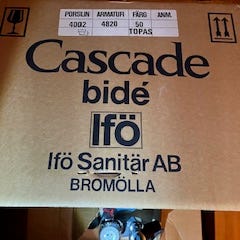 PORSLIN ARMATUR FÄRG ANM.
4002 4820 50
TOPAS
Cascade
bidé
Ifö
Ifö Sanitär AB
BROMÖLLA